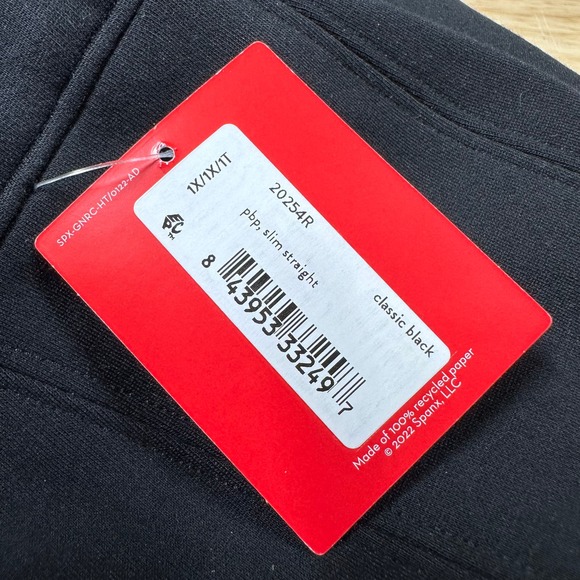 SPX-GNRC-HT/0122-AD
1X/1X/1T
20254R
pbp, slim straight
classic black
EPC™
8 43953 33249 7
Made of 100% recycled paper
© 2022 Spanx, LLC